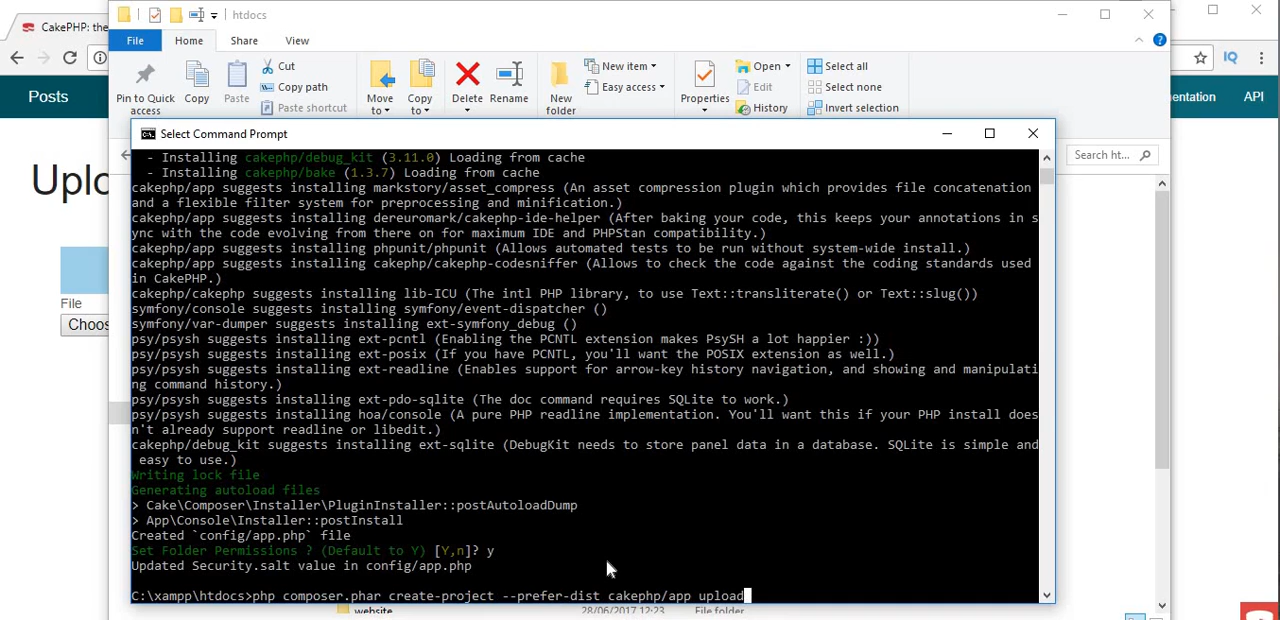 CakePHP: the
htdocs
File
Home
Share
View
Pin to Quick access
Copy
Paste
Cut
Copy path
Paste shortcut
Move to
Copy to
Delete
Rename
New folder
New item
Easy access
Properties
Open
Edit
History
Select all
Select none
Invert selection
Posts
entation
API
Search htd...
Uplo
File
Choos
Select Command Prompt
- Installing cakephp/debug_kit (3.11.0) Loading from cache
- Installing cakephp/bake (1.3.7) Loading from cache
cakephp/app suggests installing markstory/asset_compress (An asset compression plugin which provides file concatenation
and a flexible filter system for preprocessing and minification.)
cakephp/app suggests installing dereuromark/cakephp-ide-helper (After baking your code, this keeps your annotations in s
ync with the code evolving from there on for maximum IDE and PHPStan compatibility.)
cakephp/app suggests installing phpunit/phpunit (Allows automated tests to be run without system-wide install.)
cakephp/app suggests installing cakephp/cakephp-codesniffer (Allows to check the code against the coding standards used
in CakePHP.)
cakephp/cakephp suggests installing lib-ICU (The intl PHP library, to use Text::transliterate() or Text::slug())
symfony/console suggests installing symfony/event-dispatcher ()
symfony/var-dumper suggests installing ext-symfony_debug ()
psy/psysh suggests installing ext-pcntl (Enabling the PCNTL extension makes PsySH a lot happier :))
psy/psysh suggests installing ext-posix (If you have PCNTL, you'll want the POSIX extension as well.)
psy/psysh suggests installing ext-readline (Enables support for arrow-key history navigation, and showing and manipulati
ng command history.)
psy/psysh suggests installing ext-pdo-sqlite (The doc command requires SQLite to work.)
psy/psysh suggests installing hoa/console (A pure PHP readline implementation. You'll want this if your PHP install does
n't already support readline or libedit.)
cakephp/debug_kit suggests installing ext-sqlite (DebugKit needs to store panel data in a database. SQLite is simple and
easy to use.)
Writing lock file
Generating autoload files
> Cake\Composer\Installer\PluginInstaller::postAutoloadDump
> App\Console\Installer::postInstall
Created `config/app.php` file
Set Folder Permissions ? (Default to Y) [Y,n]? y
Updated Security.salt value in config/app.php
C:\xampp\htdocs>php composer.phar create-project --prefer-dist cakephp/app upload
website
28/06/2017 12:23
File folder